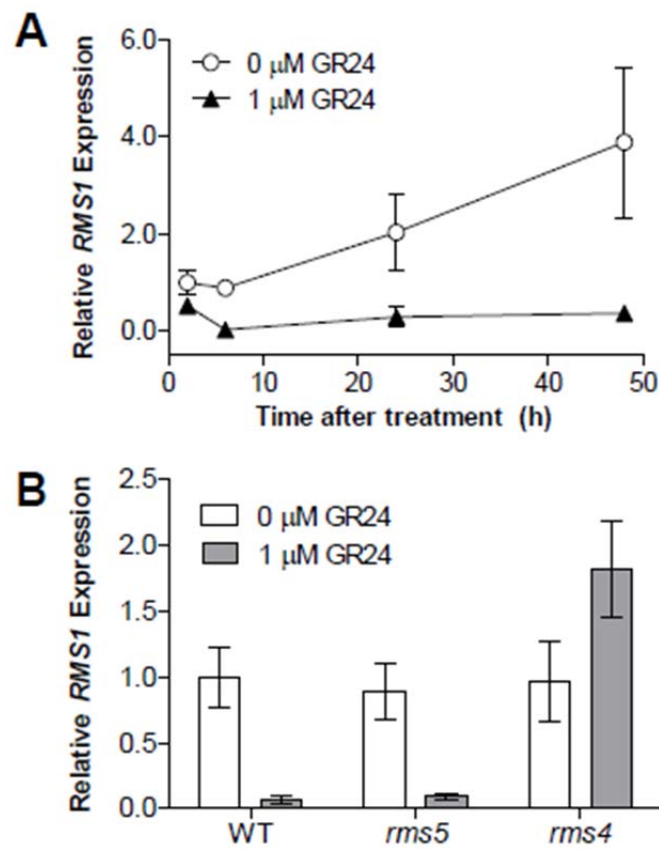 A
Relative RMS1 Expression
6.0
4.0
2.0
0.0
0 μM GR24
1 μM GR24
0 10 20 30 40 50
Time after treatment (h)
B
Relative RMS1 Expression
2.5
2.0
1.5
1.0
0.5
0.0
0 μM GR24
1 μM GR24
WT rms5 rms4